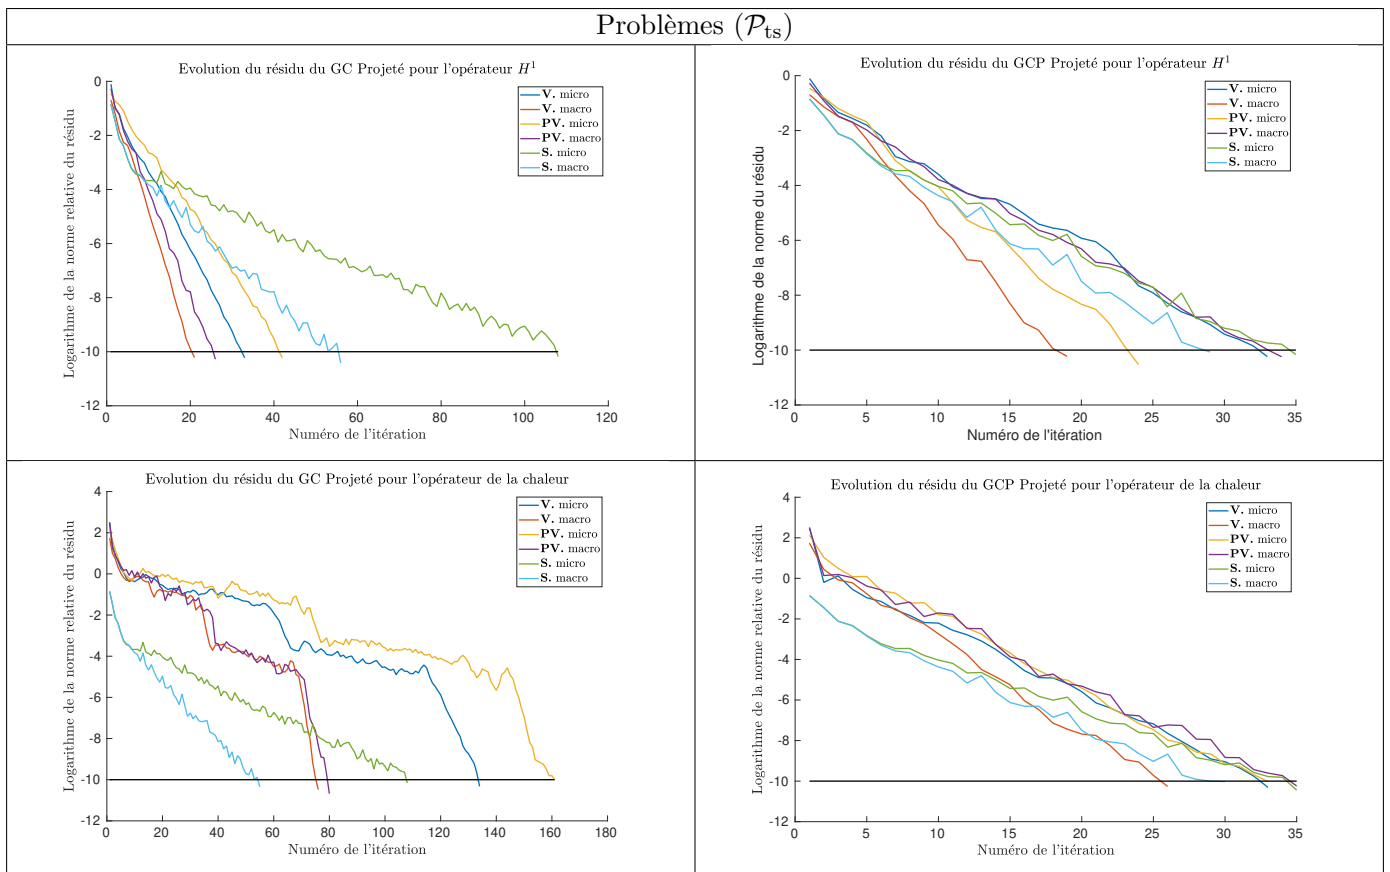 Problèmes (𝒫ts)
Evolution du résidu du GC Projeté pour l'opérateur H¹
Logarithme de la norme relative du résidu
0
-2
-4
-6
-8
-10
-12
0 20 40 60 80 100 120
Numéro de l'itération
V. micro
V. macro
PV. micro
PV. macro
S. micro
S. macro
Evolution du résidu du GCP Projeté pour l'opérateur H¹
Logarithme de la norme du résidu
0
-2
-4
-6
-8
-10
-12
0 5 10 15 20 25 30 35
Numéro de l'itération
V. micro
V. macro
PV. micro
PV. macro
S. micro
S. macro
Evolution du résidu du GC Projeté pour l'opérateur de la chaleur
Logarithme de la norme relative du résidu
4
2
0
-2
-4
-6
-8
-10
-12
0 20 40 60 80 100 120 140 160 180
Numéro de l'itération
V. micro
V. macro
PV. micro
PV. macro
S. micro
S. macro
Evolution du résidu du GCP Projeté pour l'opérateur de la chaleur
Logarithme de la norme relative du résidu
4
2
0
-2
-4
-6
-8
-10
-12
0 5 10 15 20 25 30 35
Numéro de l'itération
V. micro
V. macro
PV. micro
PV. macro
S. micro
S. macro